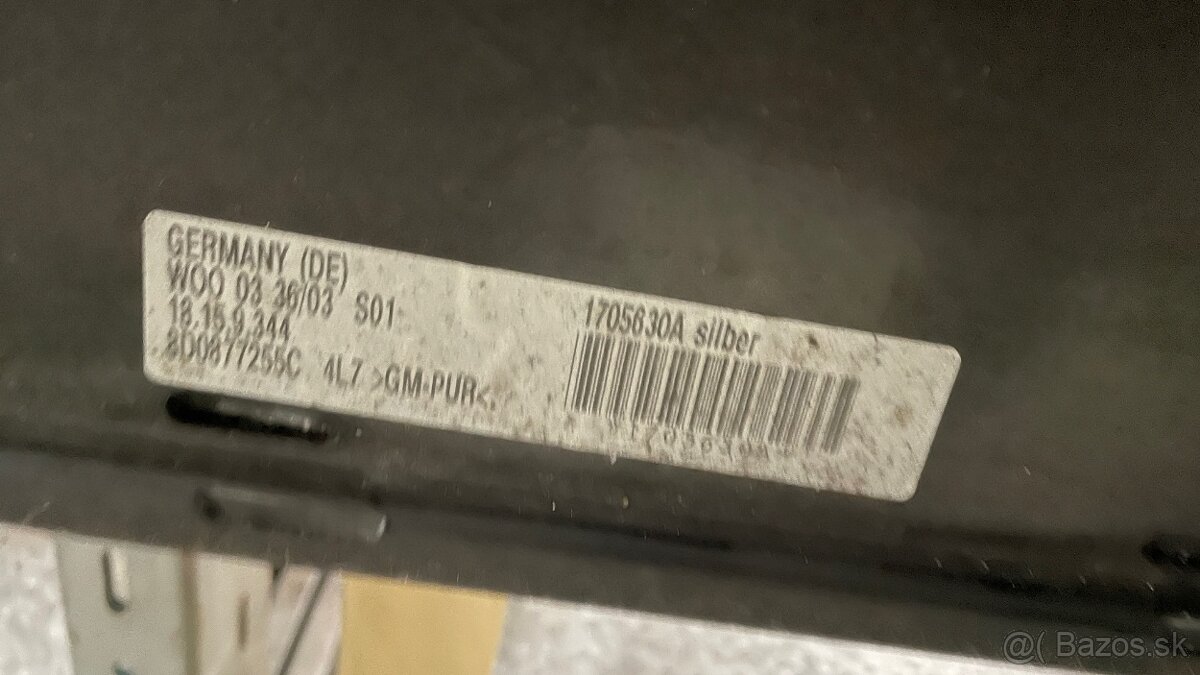 GERMANY (DE)
WOO 03 36/03 S01
18.15.9.344
8D0877255C 4L7 >GM-PUR<
1705630A silber
@( Bazos.sk